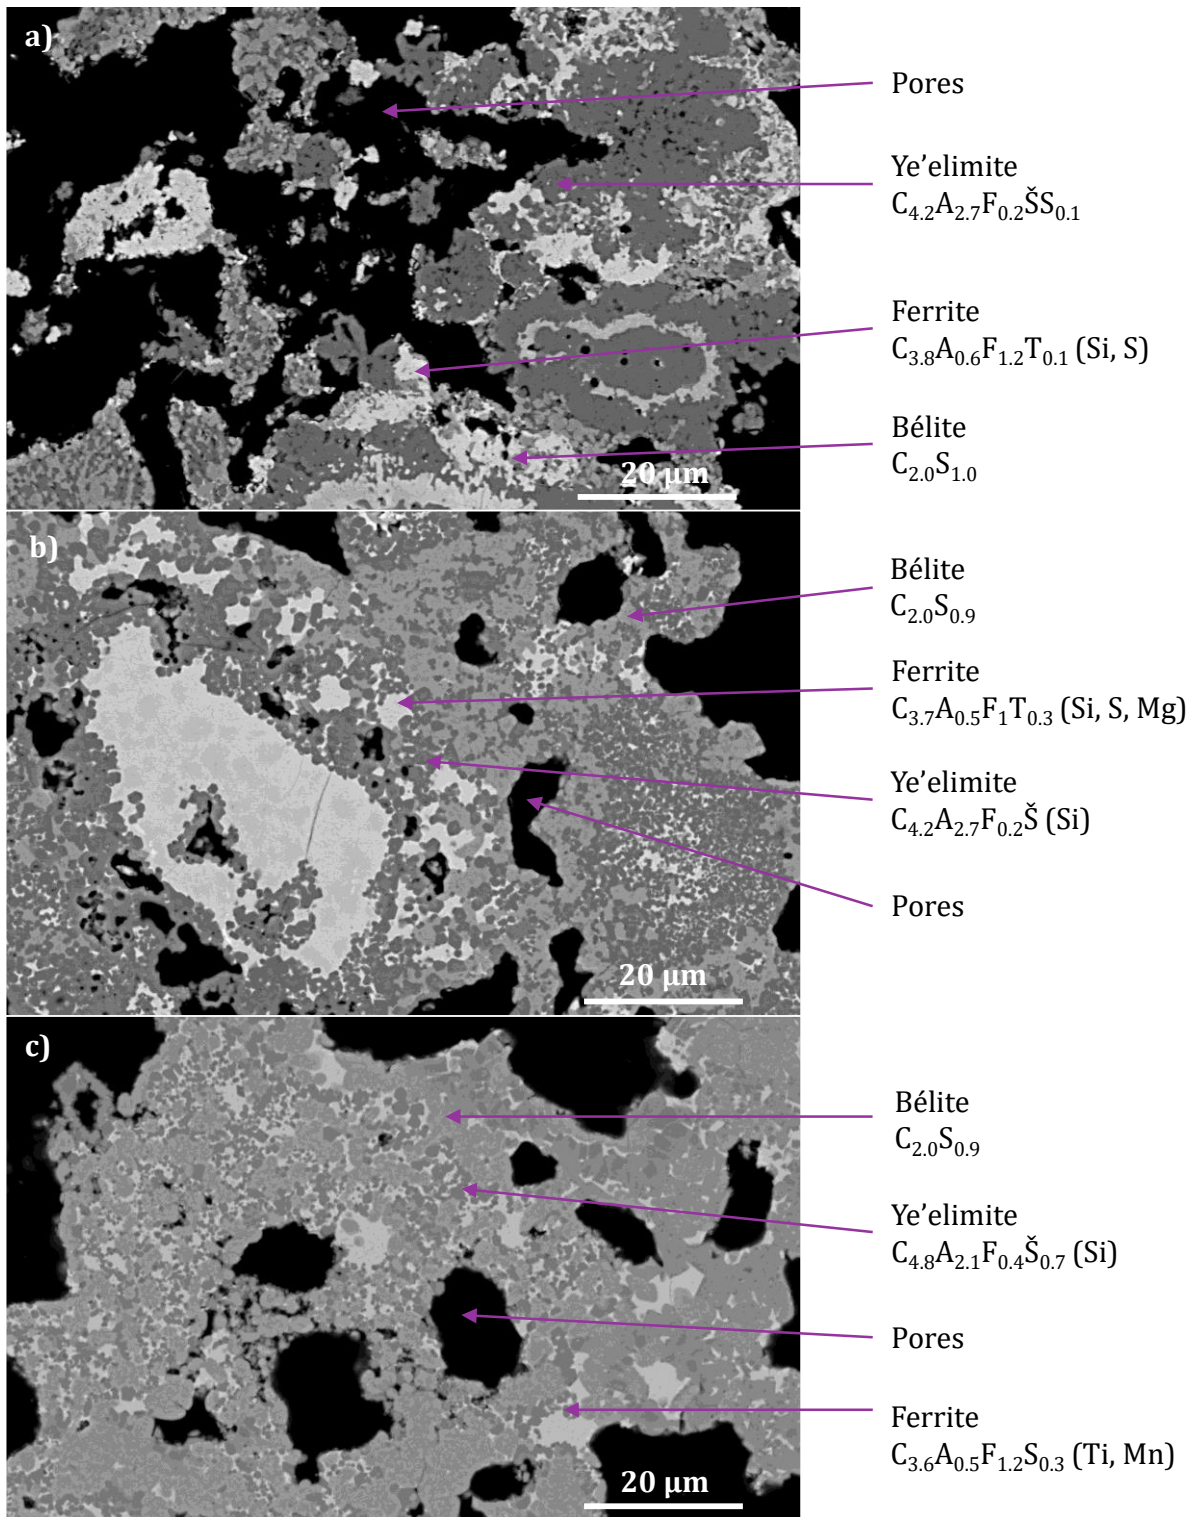 a)
Pores
Ye’elimite
C4.2A2.7F0.2ŠS0.1
Ferrite
C3.8A0.6F1.2T0.1 (Si, S)
Bélite
C2.0S1.0
20 µm
b)
Bélite
C2.0S0.9
Ferrite
C3.7A0.5F1T0.3 (Si, S, Mg)
Ye’elimite
C4.2A2.7F0.2Š (Si)
Pores
20 µm
c)
Bélite
C2.0S0.9
Ye’elimite
C4.8A2.1F0.4Š0.7 (Si)
Pores
Ferrite
C3.6A0.5F1.2S0.3 (Ti, Mn)
20 µm